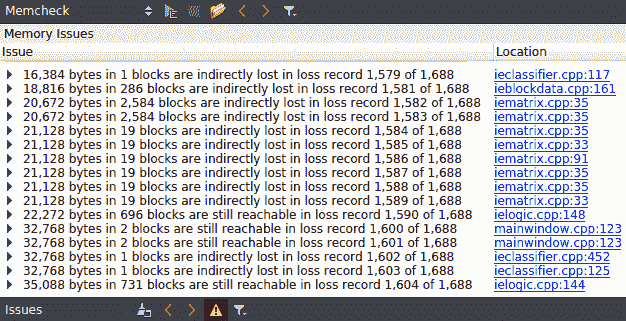 Memcheck
Memory Issues
Issue Location
16,384 bytes in 1 blocks are indirectly lost in loss record 1,579 of 1,688 ieclassifier.cpp:117
18,816 bytes in 286 blocks are indirectly lost in loss record 1,581 of 1,688 ieblockdata.cpp:161
20,672 bytes in 2,584 blocks are indirectly lost in loss record 1,582 of 1,688 iematrix.cpp:35
20,672 bytes in 2,584 blocks are indirectly lost in loss record 1,583 of 1,688 iematrix.cpp:35
21,128 bytes in 19 blocks are indirectly lost in loss record 1,584 of 1,688 iematrix.cpp:35
21,128 bytes in 19 blocks are indirectly lost in loss record 1,585 of 1,688 iematrix.cpp:33
21,128 bytes in 19 blocks are indirectly lost in loss record 1,586 of 1,688 iematrix.cpp:91
21,128 bytes in 19 blocks are indirectly lost in loss record 1,587 of 1,688 iematrix.cpp:35
21,128 bytes in 19 blocks are indirectly lost in loss record 1,588 of 1,688 iematrix.cpp:35
21,128 bytes in 19 blocks are indirectly lost in loss record 1,589 of 1,688 iematrix.cpp:33
22,272 bytes in 696 blocks are still reachable in loss record 1,590 of 1,688 ielogic.cpp:148
32,768 bytes in 2 blocks are still reachable in loss record 1,600 of 1,688 mainwindow.cpp:123
32,768 bytes in 2 blocks are still reachable in loss record 1,601 of 1,688 mainwindow.cpp:123
32,768 bytes in 1 blocks are indirectly lost in loss record 1,602 of 1,688 ieclassifier.cpp:452
32,768 bytes in 1 blocks are indirectly lost in loss record 1,603 of 1,688 ieclassifier.cpp:125
35,088 bytes in 731 blocks are still reachable in loss record 1,604 of 1,688 ielogic.cpp:144
Issues